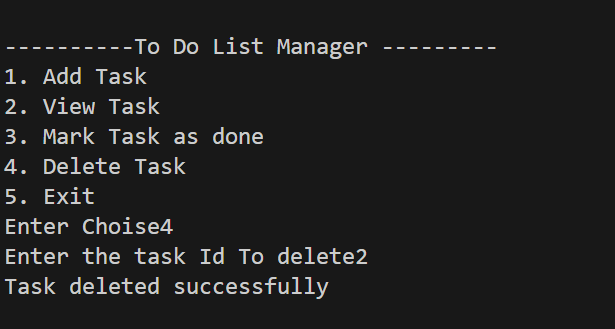 ----------To Do List Manager ---------
1. Add Task
2. View Task
3. Mark Task as done
4. Delete Task
5. Exit
Enter Choise4
Enter the task Id To delete2
Task deleted successfully